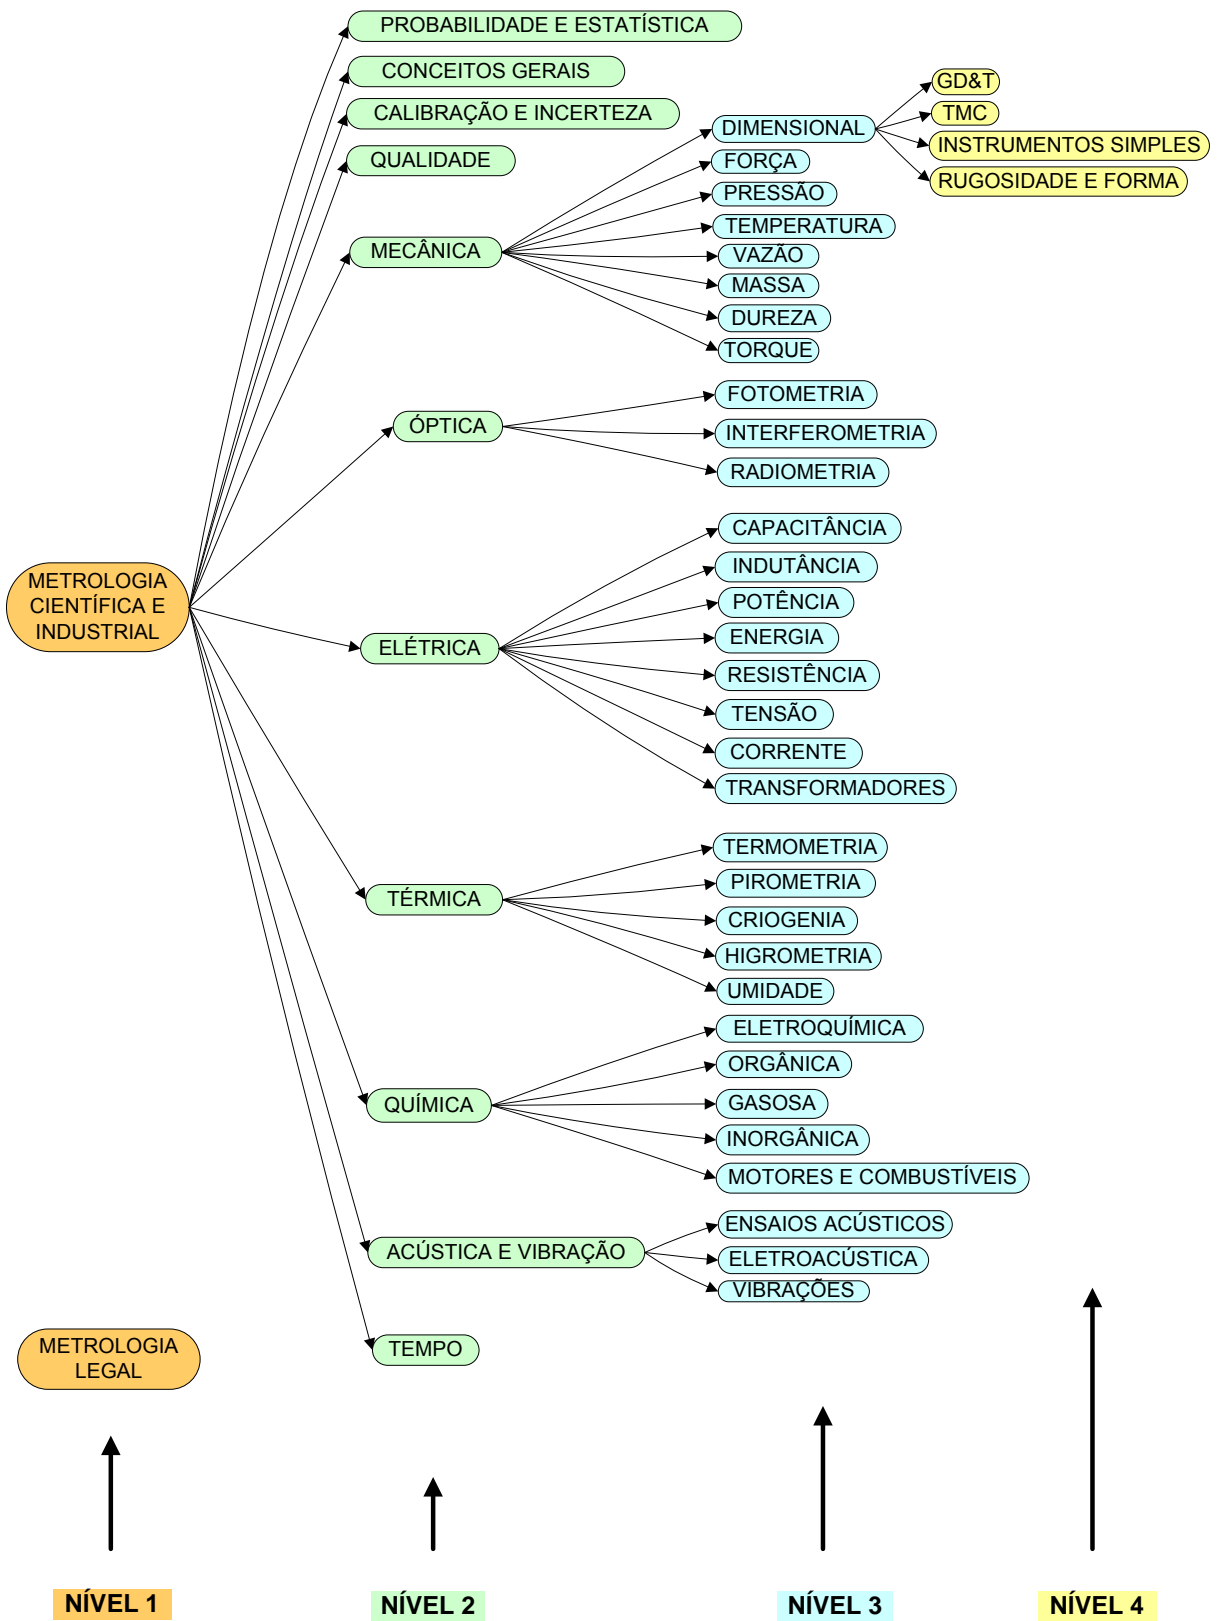 PROBABILIDADE E ESTATÍSTICA
CONCEITOS GERAIS
CALIBRAÇÃO E INCERTEZA
QUALIDADE
MECÂNICA
DIMENSIONAL
GD&T
TMC
INSTRUMENTOS SIMPLES
RUGOSIDADE E FORMA
FORÇA
PRESSÃO
TEMPERATURA
VAZÃO
MASSA
DUREZA
TORQUE
ÓPTICA
FOTOMETRIA
INTERFEROMETRIA
RADIOMETRIA
METROLOGIA
CIENTÍFICA E
INDUSTRIAL
ELÉTRICA
CAPACITÂNCIA
INDUTÂNCIA
POTÊNCIA
ENERGIA
RESISTÊNCIA
TENSÃO
CORRENTE
TRANSFORMADORES
TÉRMICA
TERMOMETRIA
PIROMETRIA
CRIOGENIA
HIGROMETRIA
UMIDADE
QUÍMICA
ELETROQUÍMICA
ORGÂNICA
GASOSA
INORGÂNICA
MOTORES E COMBUSTÍVEIS
ACÚSTICA E VIBRAÇÃO
ENSAIOS ACÚSTICOS
ELETROACÚSTICA
VIBRAÇÕES
TEMPO
METROLOGIA
LEGAL
NÍVEL 1
NÍVEL 2
NÍVEL 3
NÍVEL 4